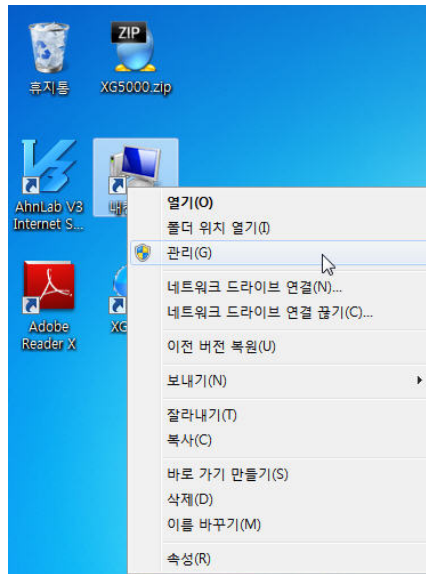 ZIP
휴지통
XG5000.zip
AhnLab V3
Internet S...
Adobe
Reader X
XG
열기(O)
폴더 위치 열기(I)
관리(G)
네트워크 드라이브 연결(N)...
네트워크 드라이브 연결 끊기(C)...
이전 버전 복원(U)
보내기(N)
잘라내기(T)
복사(C)
바로 가기 만들기(S)
삭제(D)
이름 바꾸기(M)
속성(R)